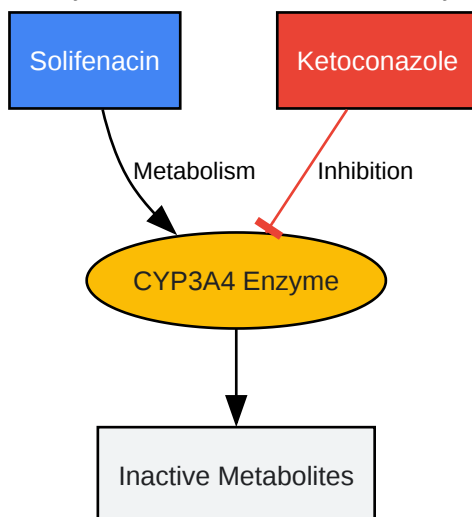 Solifenacin
Ketoconazole
Metabolism
Inhibition
CYP3A4 Enzyme
Inactive Metabolites